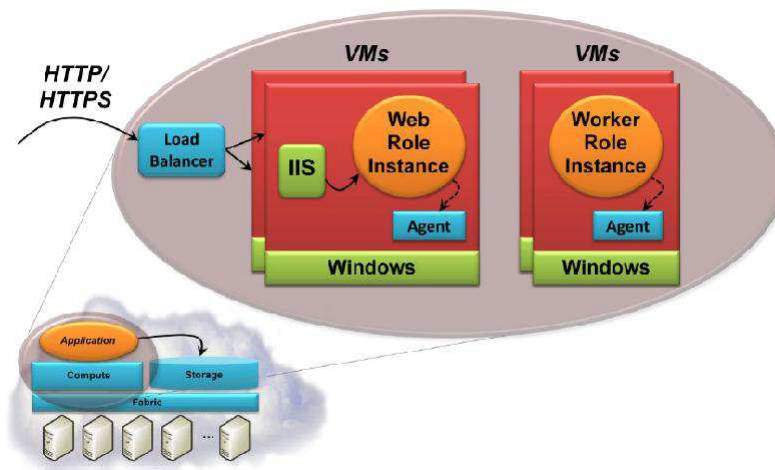 VMs
VMs
HTTP/
HTTPS
Load
Balancer
IIS
Web
Role
Instance
Agent
Windows
Worker
Role
Instance
Agent
Windows
Application
Compute
Storage
Fabric
...